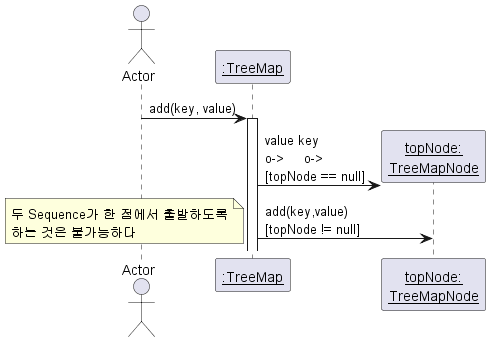 Actor
:TreeMap
add(key, value)
value key
o-> o->
[topNode == null]
topNode:
TreeMapNode
add(key,value)
[topNode != null]
두 Sequence가 한 점에서 출발하도록
하는 것은 불가능하다
Actor
:TreeMap
topNode:
TreeMapNode